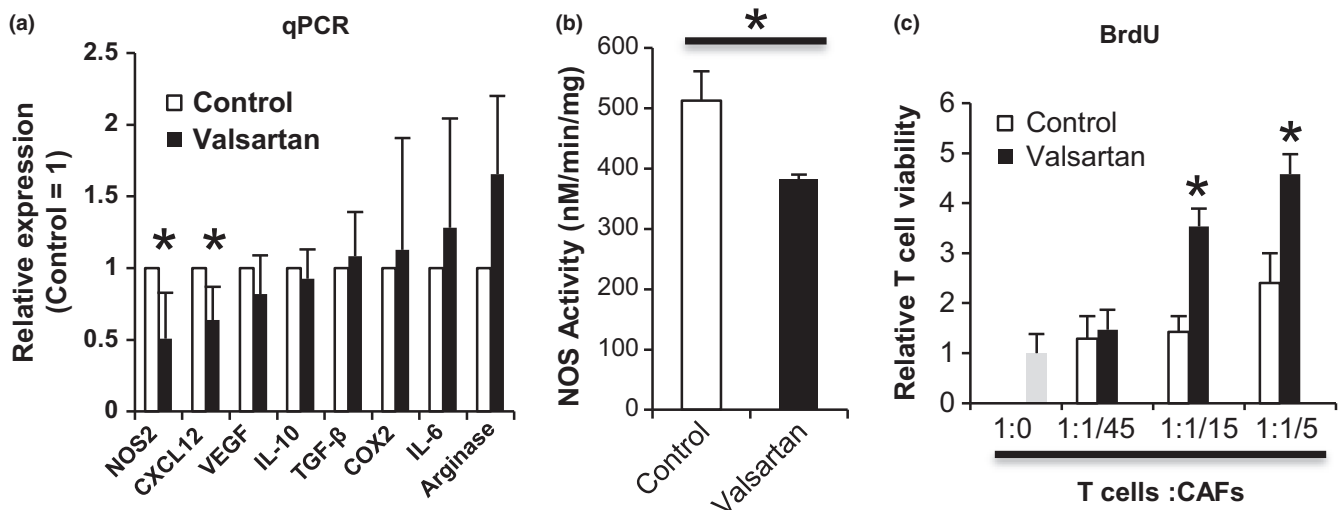 (a)
qPCR
Relative expression
(Control = 1)
2.5
2
1.5
1
0.5
0
Control
Valsartan
*
*
NOS2
CXCL12
VEGF
IL-10
TGF-β
COX2
IL-6
Arginase
(b)
*
NOS Activity (nM/min/mg)
600
500
400
300
200
100
0
Control
Valsartan
(c)
BrdU
Relative T cell viability
6
5
4
3
2
1
0
Control
Valsartan
*
*
1:0 1:1/45 1:1/15 1:1/5
T cells :CAFs